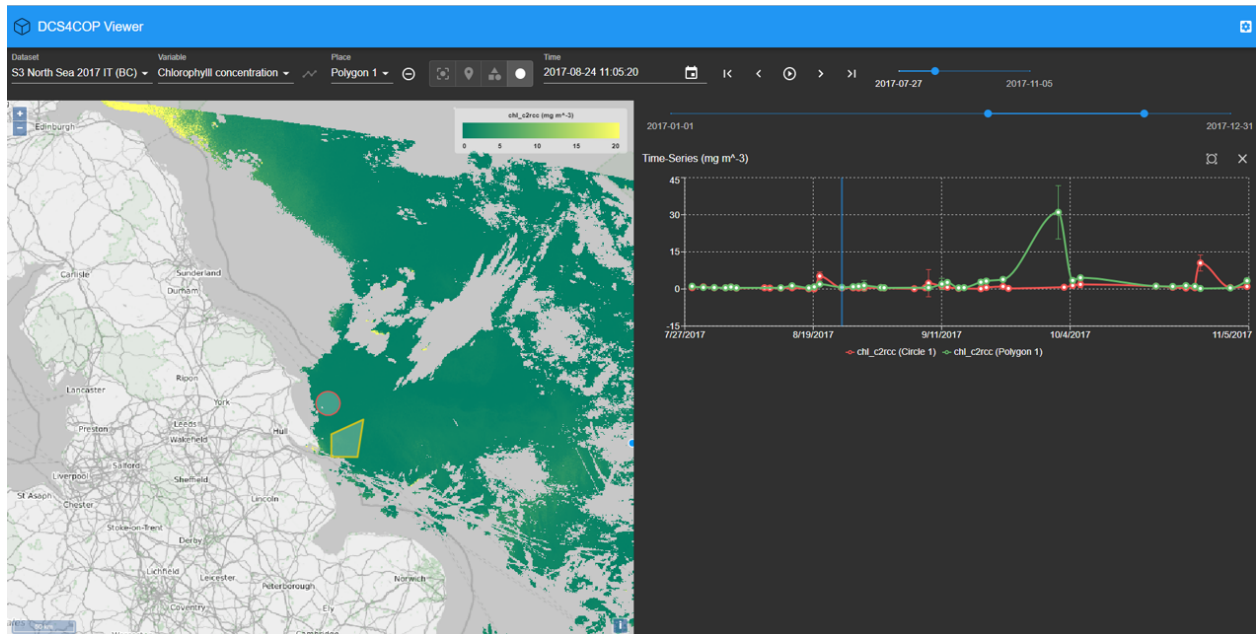 DCS4COP Viewer
Dataset
S3 North Sea 2017 IT (BC)
Variable
Chlorophylll concentration
Place
Polygon 1
Time
2017-08-24 11:05:20
2017-07-27
2017-11-05
chl_c2rcc (mg m^-3)
0 5 10 15 20
2017-01-01
2017-12-31
Time-Series (mg m^-3)
45
30
15
0
-15
7/27/2017
8/19/2017
9/11/2017
10/4/2017
11/5/2017
chl_c2rcc (Circle 1)
chl_c2rcc (Polygon 1)
+
−
Edinburgh
Carlisle
Sunderland
Durham
Lancaster
Ripon
York
Preston
Leeds
Wakefield
Hull
Salford
Liverpool
Sheffield
St Asaph
Chester
Lincoln
Stoke-on-Trent
Derby
Lichfield
Leicester
Peterborough
Norwich
Coventry
Ely
Cambridge
50 km
i